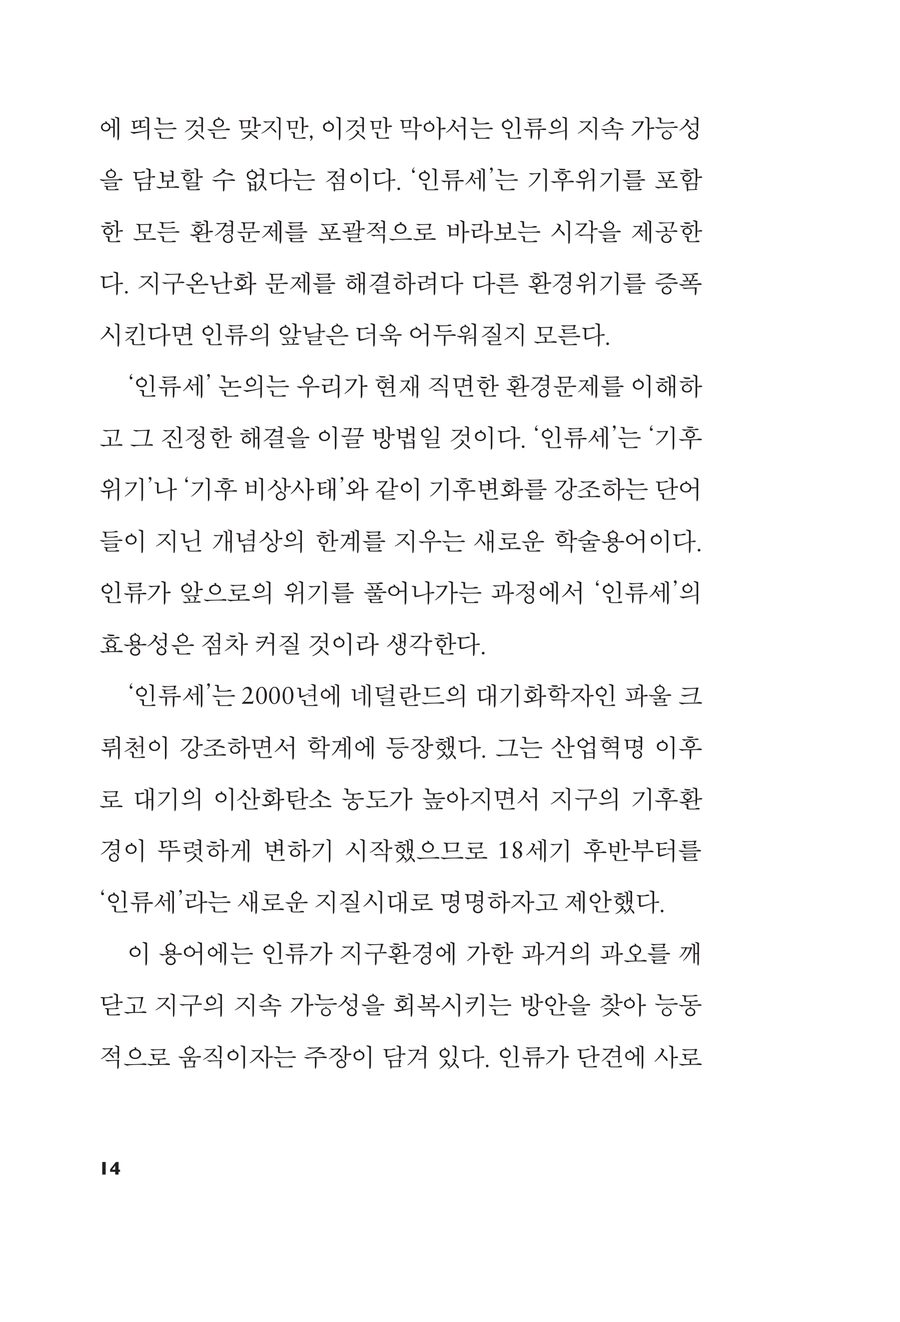 에 띄는 것은 맞지만, 이것만 막아서는 인류의 지속 가능성
을 담보할 수 없다는 점이다. ‘인류세’는 기후위기를 포함
한 모든 환경문제를 포괄적으로 바라보는 시각을 제공한
다. 지구온난화 문제를 해결하려다 다른 환경위기를 증폭
시킨다면 인류의 앞날은 더욱 어두워질지 모른다.
‘인류세’ 논의는 우리가 현재 직면한 환경문제를 이해하
고 그 진정한 해결을 이끌 방법일 것이다. ‘인류세’는 ‘기후
위기’나 ‘기후 비상사태’와 같이 기후변화를 강조하는 단어
들이 지닌 개념상의 한계를 지우는 새로운 학술용어이다.
인류가 앞으로의 위기를 풀어나가는 과정에서 ‘인류세’의
효용성은 점차 커질 것이라 생각한다.
‘인류세’는 2000년에 네덜란드의 대기화학자인 파울 크
뤼천이 강조하면서 학계에 등장했다. 그는 산업혁명 이후
로 대기의 이산화탄소 농도가 높아지면서 지구의 기후환
경이 뚜렷하게 변하기 시작했으므로 18세기 후반부터를
‘인류세’라는 새로운 지질시대로 명명하자고 제안했다.
이 용어에는 인류가 지구환경에 가한 과거의 과오를 깨
닫고 지구의 지속 가능성을 회복시키는 방안을 찾아 능동
적으로 움직이자는 주장이 담겨 있다. 인류가 단견에 사로
14